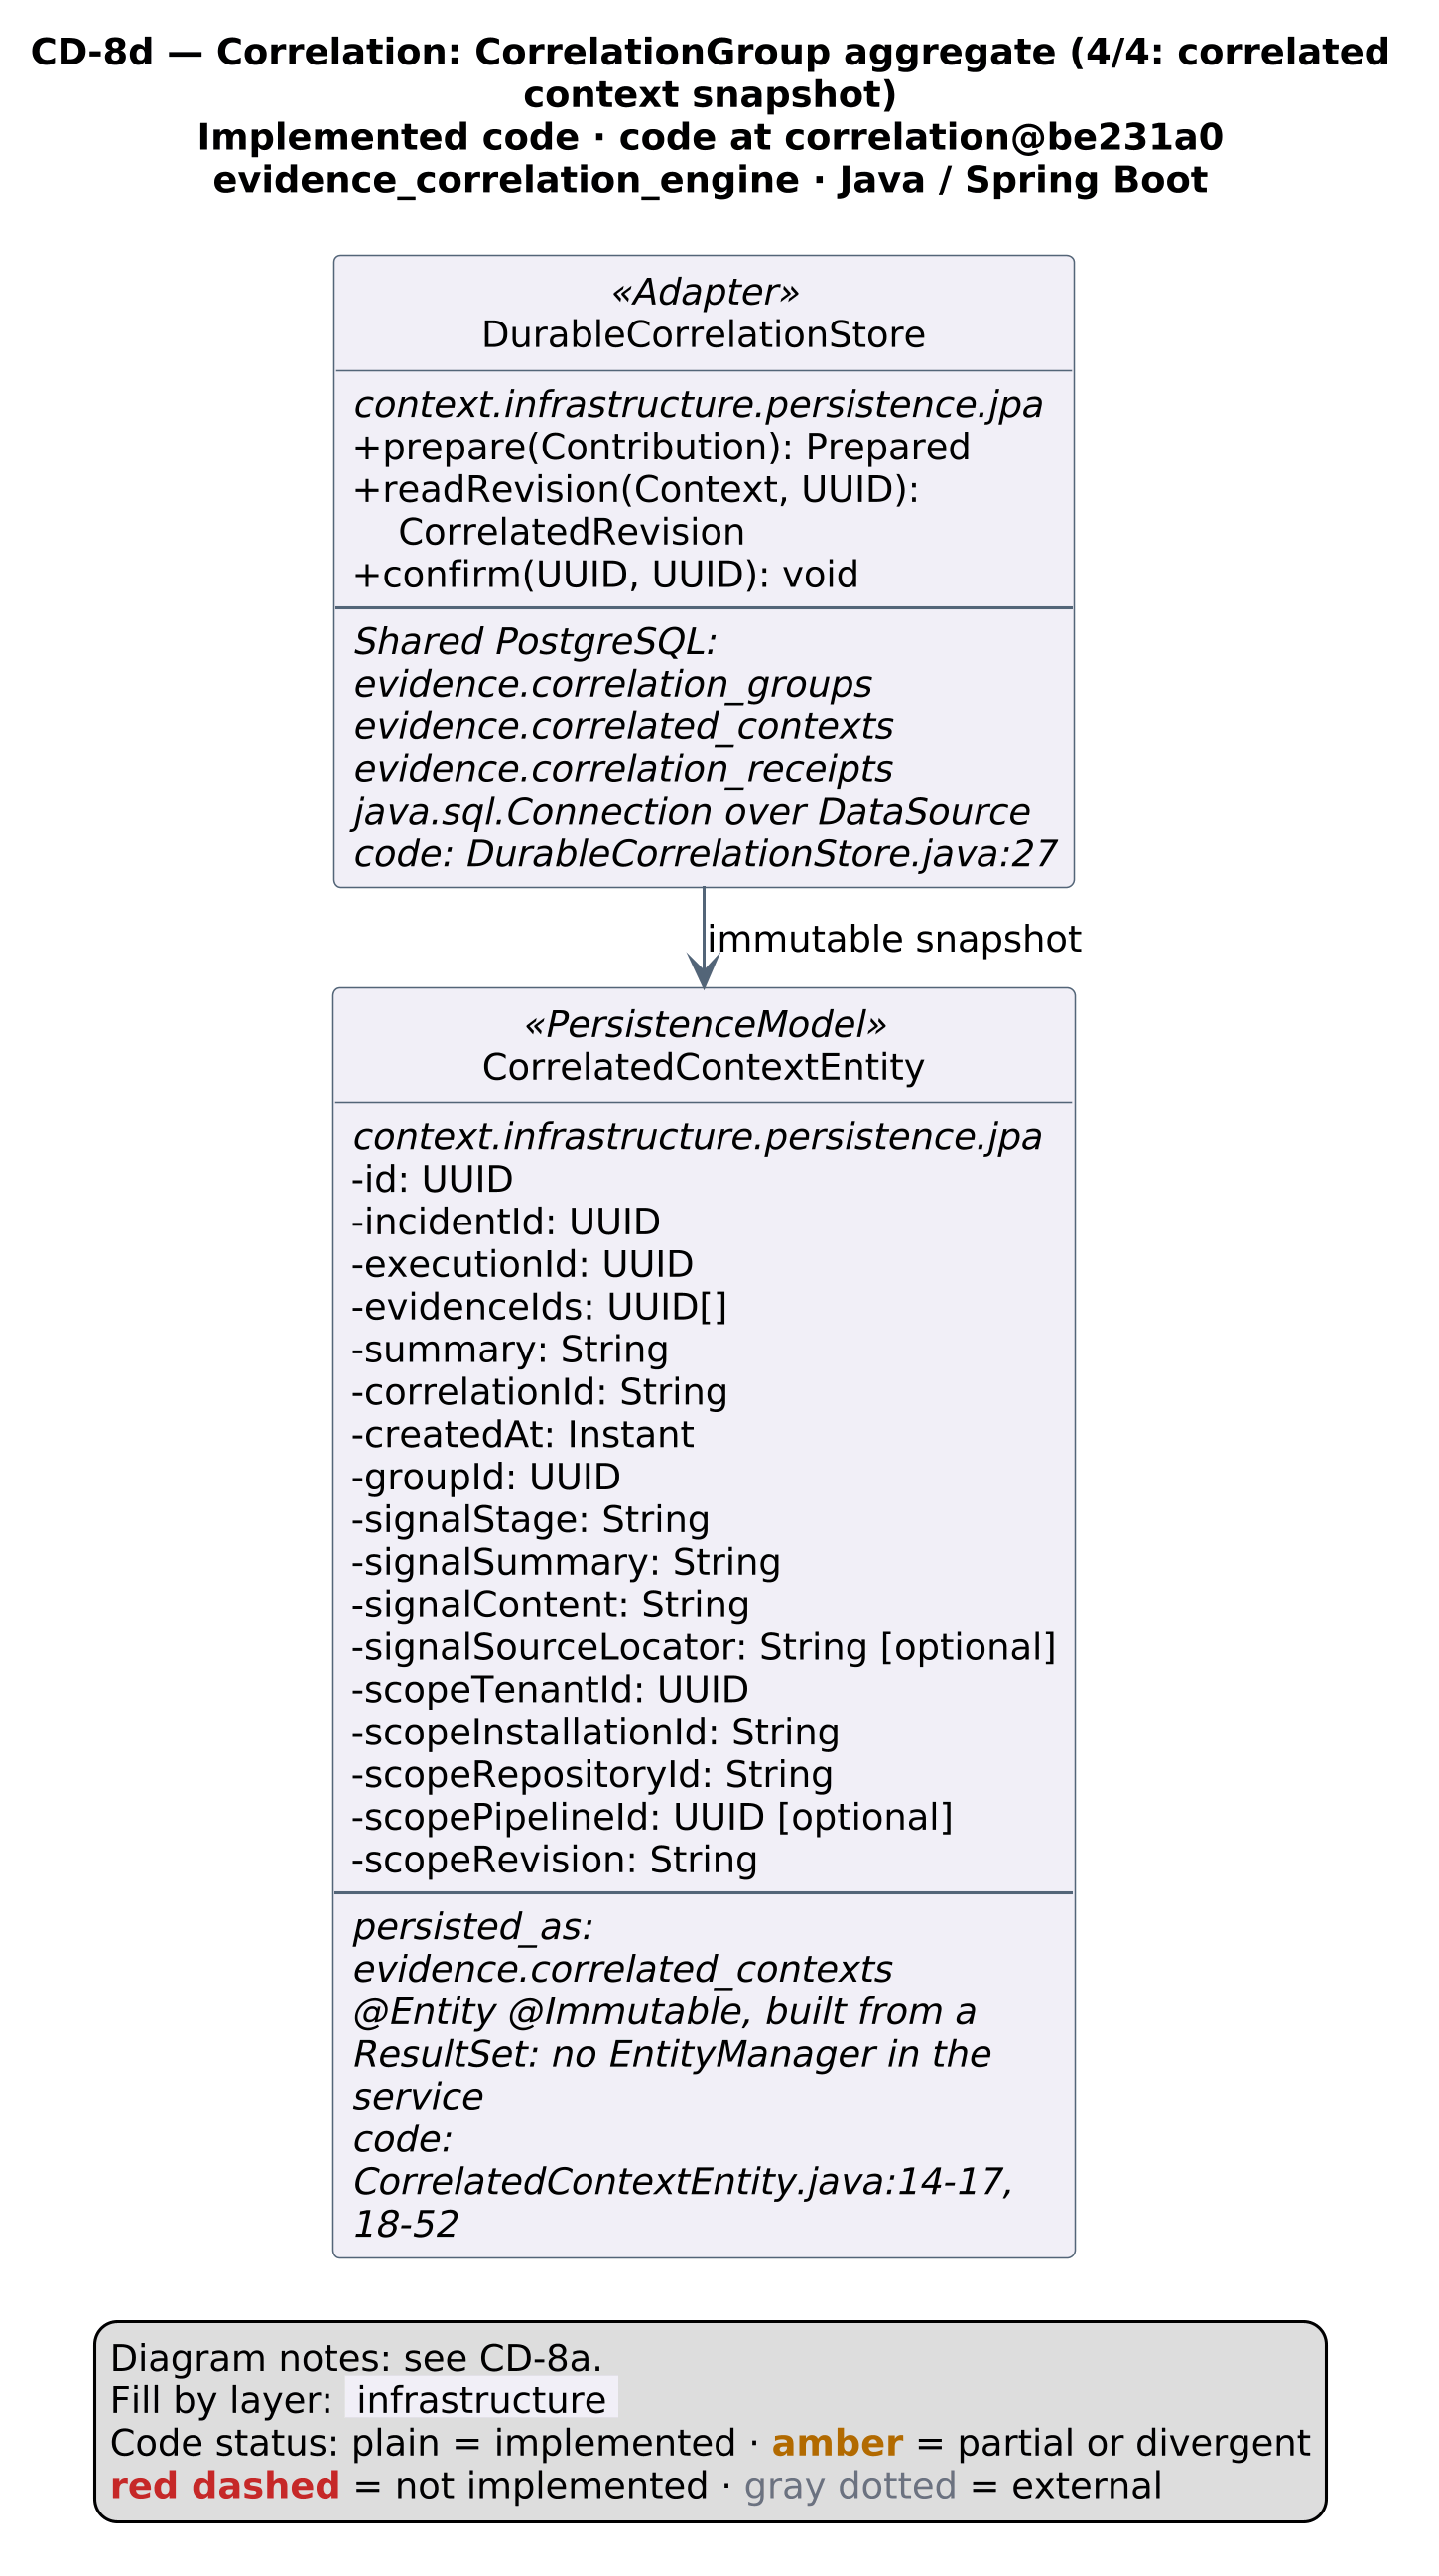 CD-8d — Correlation: CorrelationGroup aggregate (4/4: correlated
context snapshot)
Implemented code · code at correlation@be231a0
evidence_correlation_engine · Java / Spring Boot
«Adapter»
DurableCorrelationStore
context.infrastructure.persistence.jpa
+prepare(Contribution): Prepared
+readRevision(Context, UUID):
CorrelatedRevision
+confirm(UUID, UUID): void
Shared PostgreSQL:
evidence.correlation_groups
evidence.correlated_contexts
evidence.correlation_receipts
java.sql.Connection over DataSource
code: DurableCorrelationStore.java:27
immutable snapshot
«PersistenceModel»
CorrelatedContextEntity
context.infrastructure.persistence.jpa
-id: UUID
-incidentId: UUID
-executionId: UUID
-evidenceIds: UUID[]
-summary: String
-correlationId: String
-createdAt: Instant
-groupId: UUID
-signalStage: String
-signalSummary: String
-signalContent: String
-signalSourceLocator: String [optional]
-scopeTenantId: UUID
-scopeInstallationId: String
-scopeRepositoryId: String
-scopePipelineId: UUID [optional]
-scopeRevision: String
persisted_as:
evidence.correlated_contexts
@Entity @Immutable, built from a
ResultSet: no EntityManager in the
service
code:
CorrelatedContextEntity.java:14-17,
18-52
Diagram notes: see CD-8a.
Fill by layer: infrastructure
Code status: plain = implemented · amber = partial or divergent
red dashed = not implemented · gray dotted = external